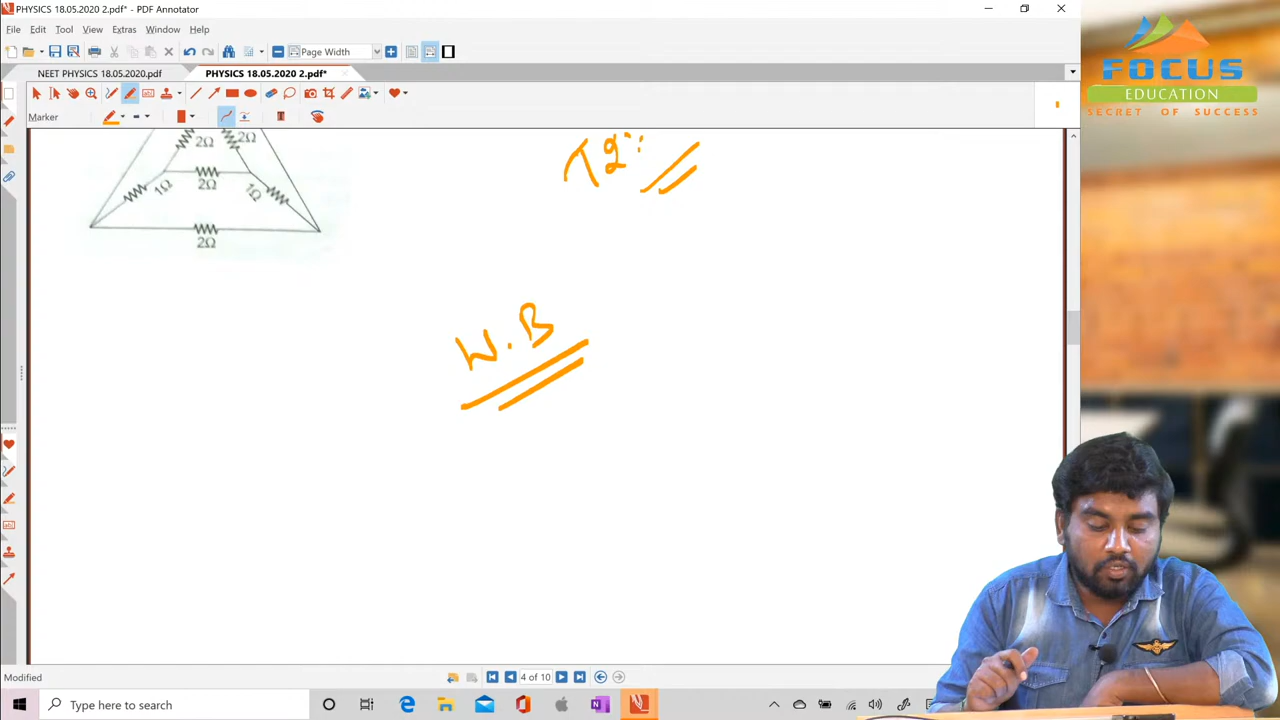 PHYSICS 18.05.2020 2.pdf* - PDF Annotator
File Edit Tool View Extras Window Help
Page Width
NEET PHYSICS 18.05.2020.pdf PHYSICS 18.05.2020 2.pdf*
Marker
2Ω 2Ω
2Ω
1Ω 1Ω
2Ω
W.B
Modified
4 of 10
Type here to search
FOCUS
EDUCATION
SECRET OF SUCCESS